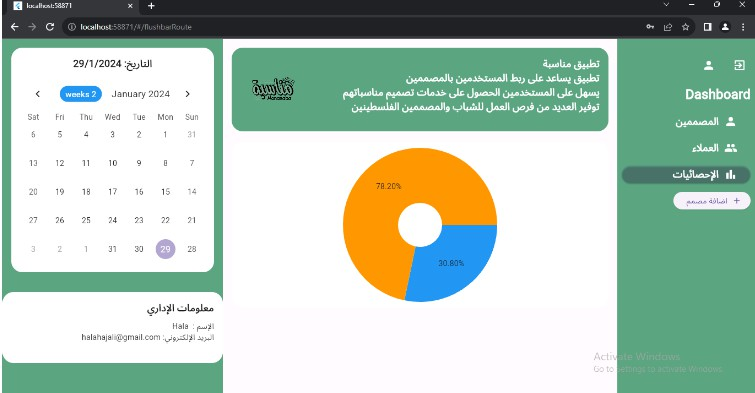 localhost:58871
localhost:58871/#/flushbarRoute
Dashboard
المصممين
العملاء
الإحصائيات
اضافة مصمم +
تطبيق مناسبة
تطبيق يساعد على ربط المستخدمين بالمصممين
يسهل على المستخدمين الحصول على خدمات تصميم مناسباتهم
توفير العديد من فرص العمل للشباب والمصممين الفلسطينين
مناسبة
Munasaba
78.20%
30.80%
التاريخ: 29/1/2024
weeks 2 January 2024
Sat Fri Thu Wed Tue Mon Sun
6 5 4 3 2 1 31
13 12 11 10 9 8 7
20 19 18 17 16 15 14
27 26 25 24 23 22 21
3 2 1 31 30 29 28
معلومات الإداري
الإسم : Hala
البريد الإلكتروني: halahajali@gmail.com
Activate Windows
Go to Settings to activate Windows.